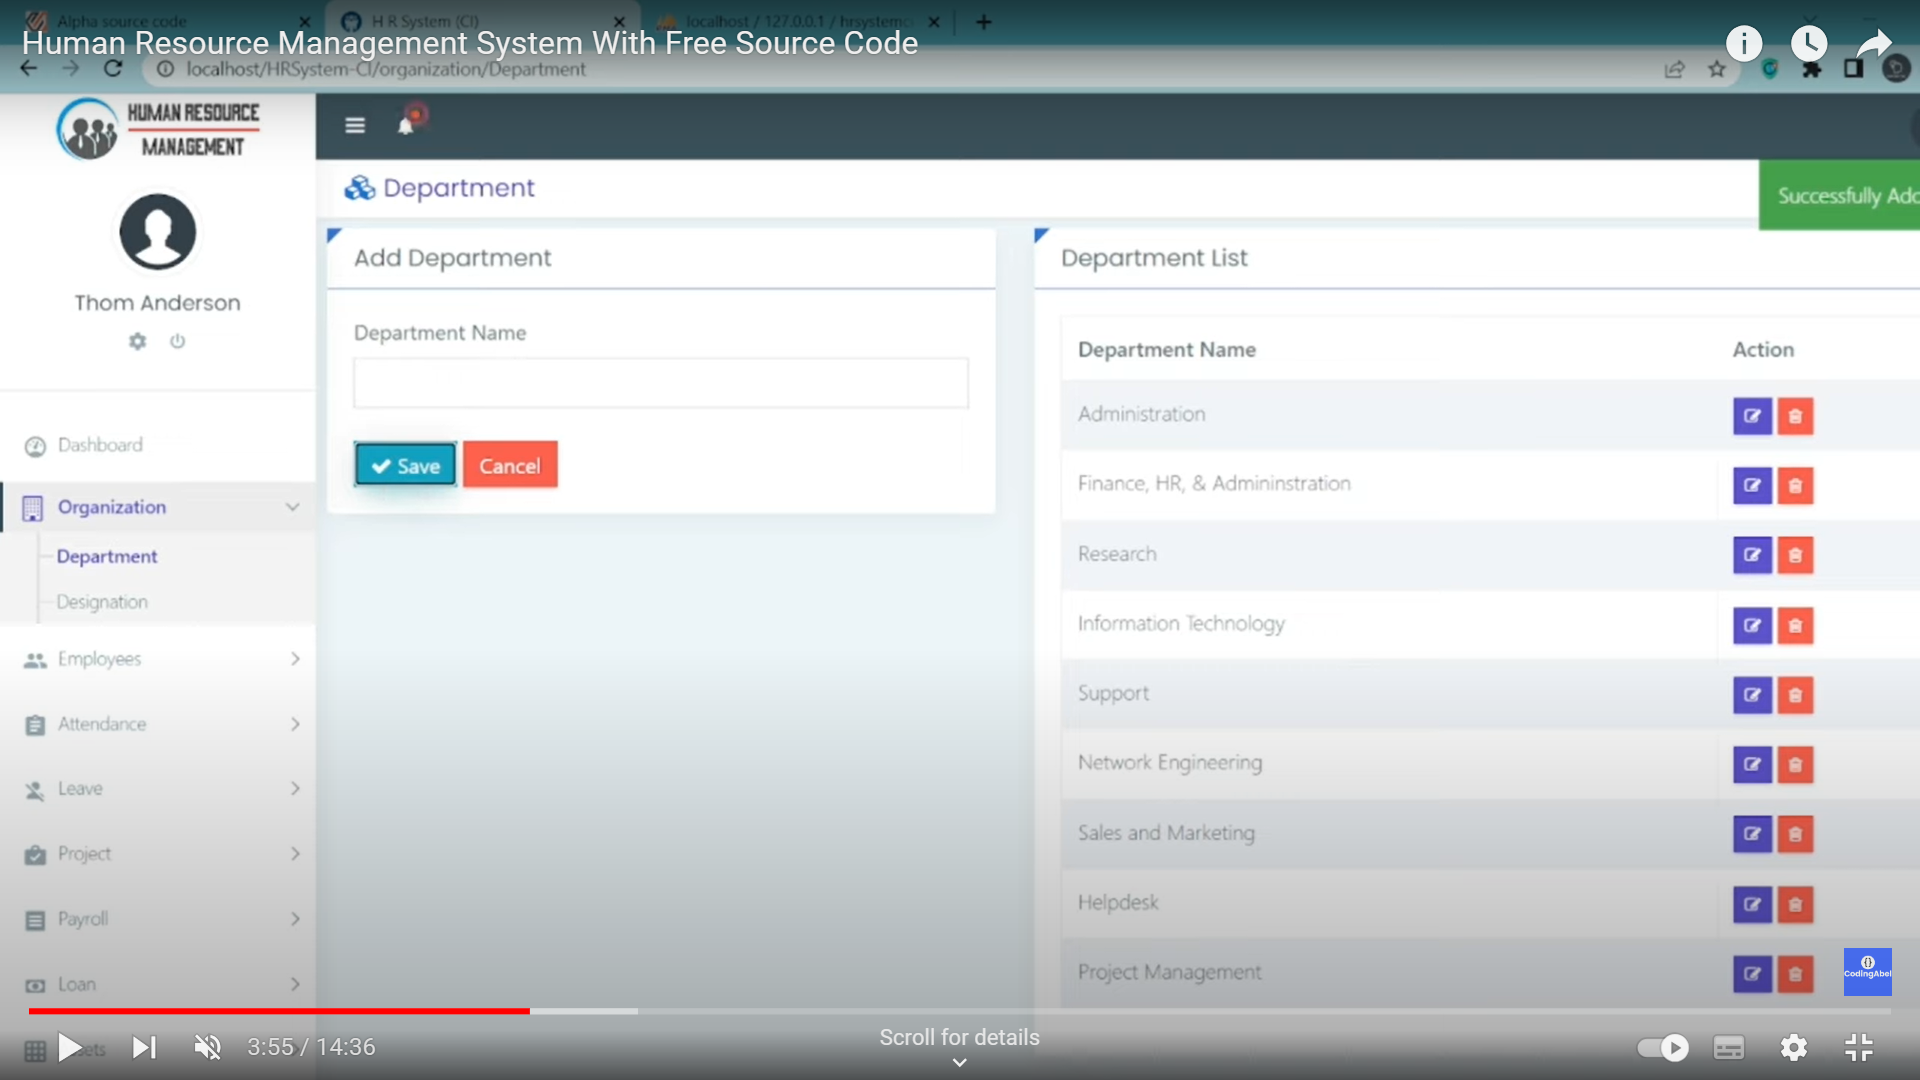 Alpha source code
H R System (CI)
localhost / 127.0.0.1 / hrsystemc
Human Resource Management System With Free Source Code
localhost/HRSystem-CI/organization/Department
HUMAN RESOURCE
MANAGEMENT
Department
Successfully Adc
Thom Anderson
Add Department
Department Name
Save
Cancel
Department List
Department Name
Action
Administration
Finance, HR, & Admininstration
Research
Information Technology
Support
Network Engineering
Sales and Marketing
Helpdesk
Project Management
Dashboard
Organization
Department
Designation
Employees
Attendance
Leave
Project
Payroll
Loan
CodingAbel
3:55 / 14:36
Scroll for details